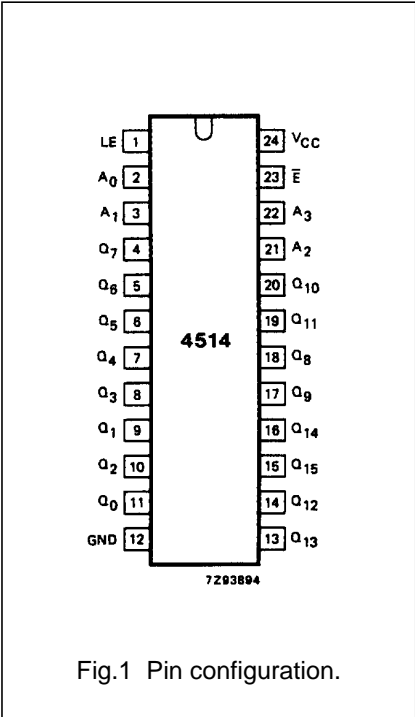 LE 1 24 VCC
A0 2 23 E̅
A1 3 22 A3
Q7 4 21 A2
Q6 5 20 Q10
Q5 6 19 Q11
4514
Q4 7 18 Q8
Q3 8 17 Q9
Q1 9 16 Q14
Q2 10 15 Q15
Q0 11 14 Q12
GND 12 13 Q13
7Z93894
Fig.1 Pin configuration.